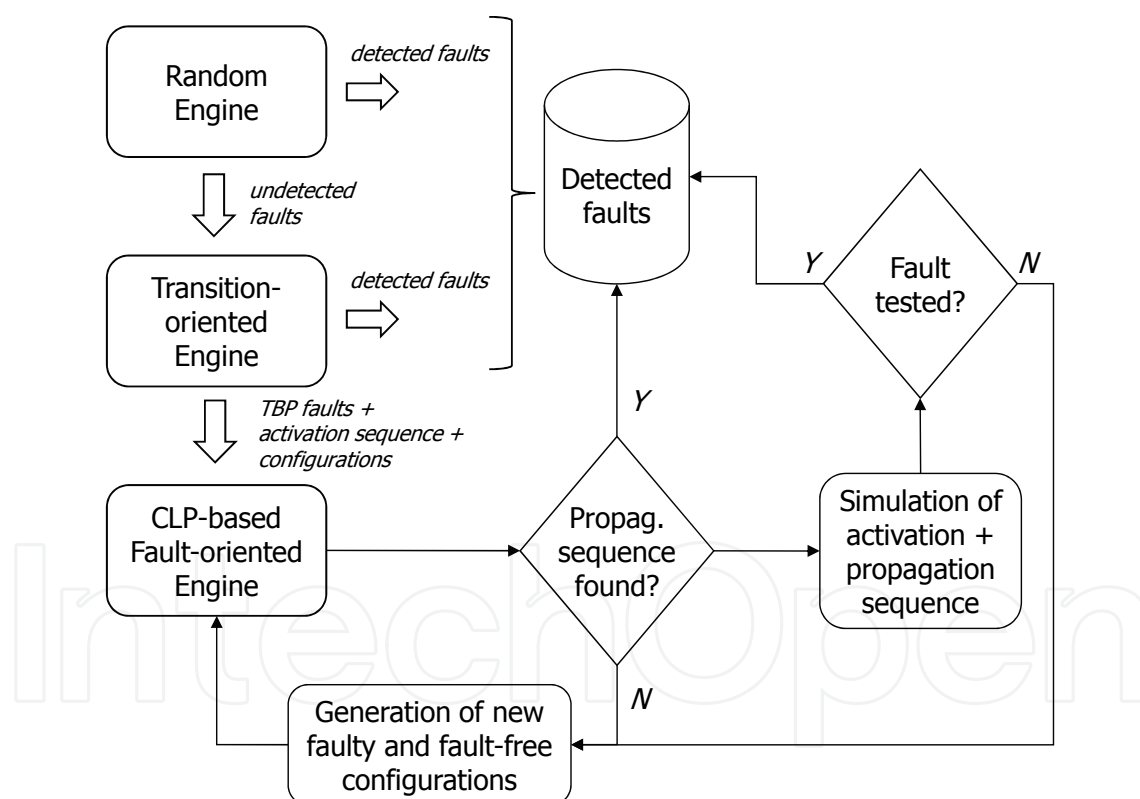 Random
Engine
detected faults
undetected
faults
Transition-
oriented
Engine
detected faults
TBP faults +
activation sequence +
configurations
CLP-based
Fault-oriented
Engine
Detected
faults
Y
Propag.
sequence
found?
N
Simulation of
activation +
propagation
sequence
Y
Fault
tested?
N
Generation of new
faulty and fault-free
configurations
IntechOpen